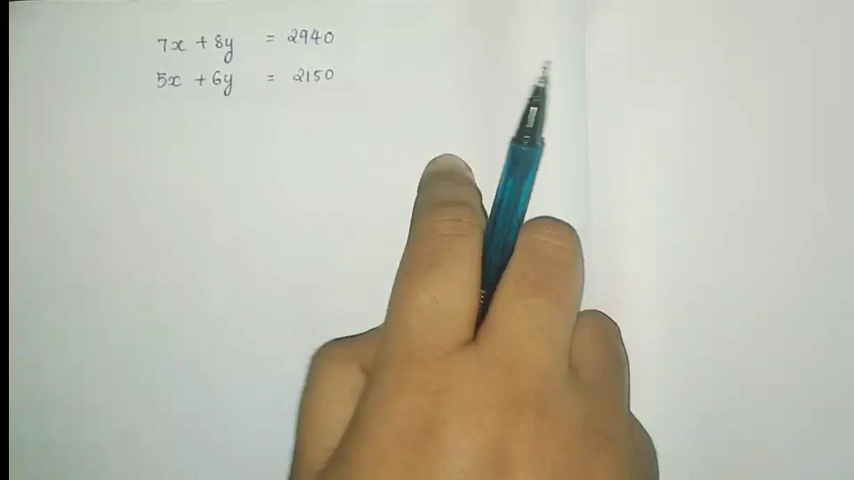 7x + 8y = 2940
5x + 6y = 2150